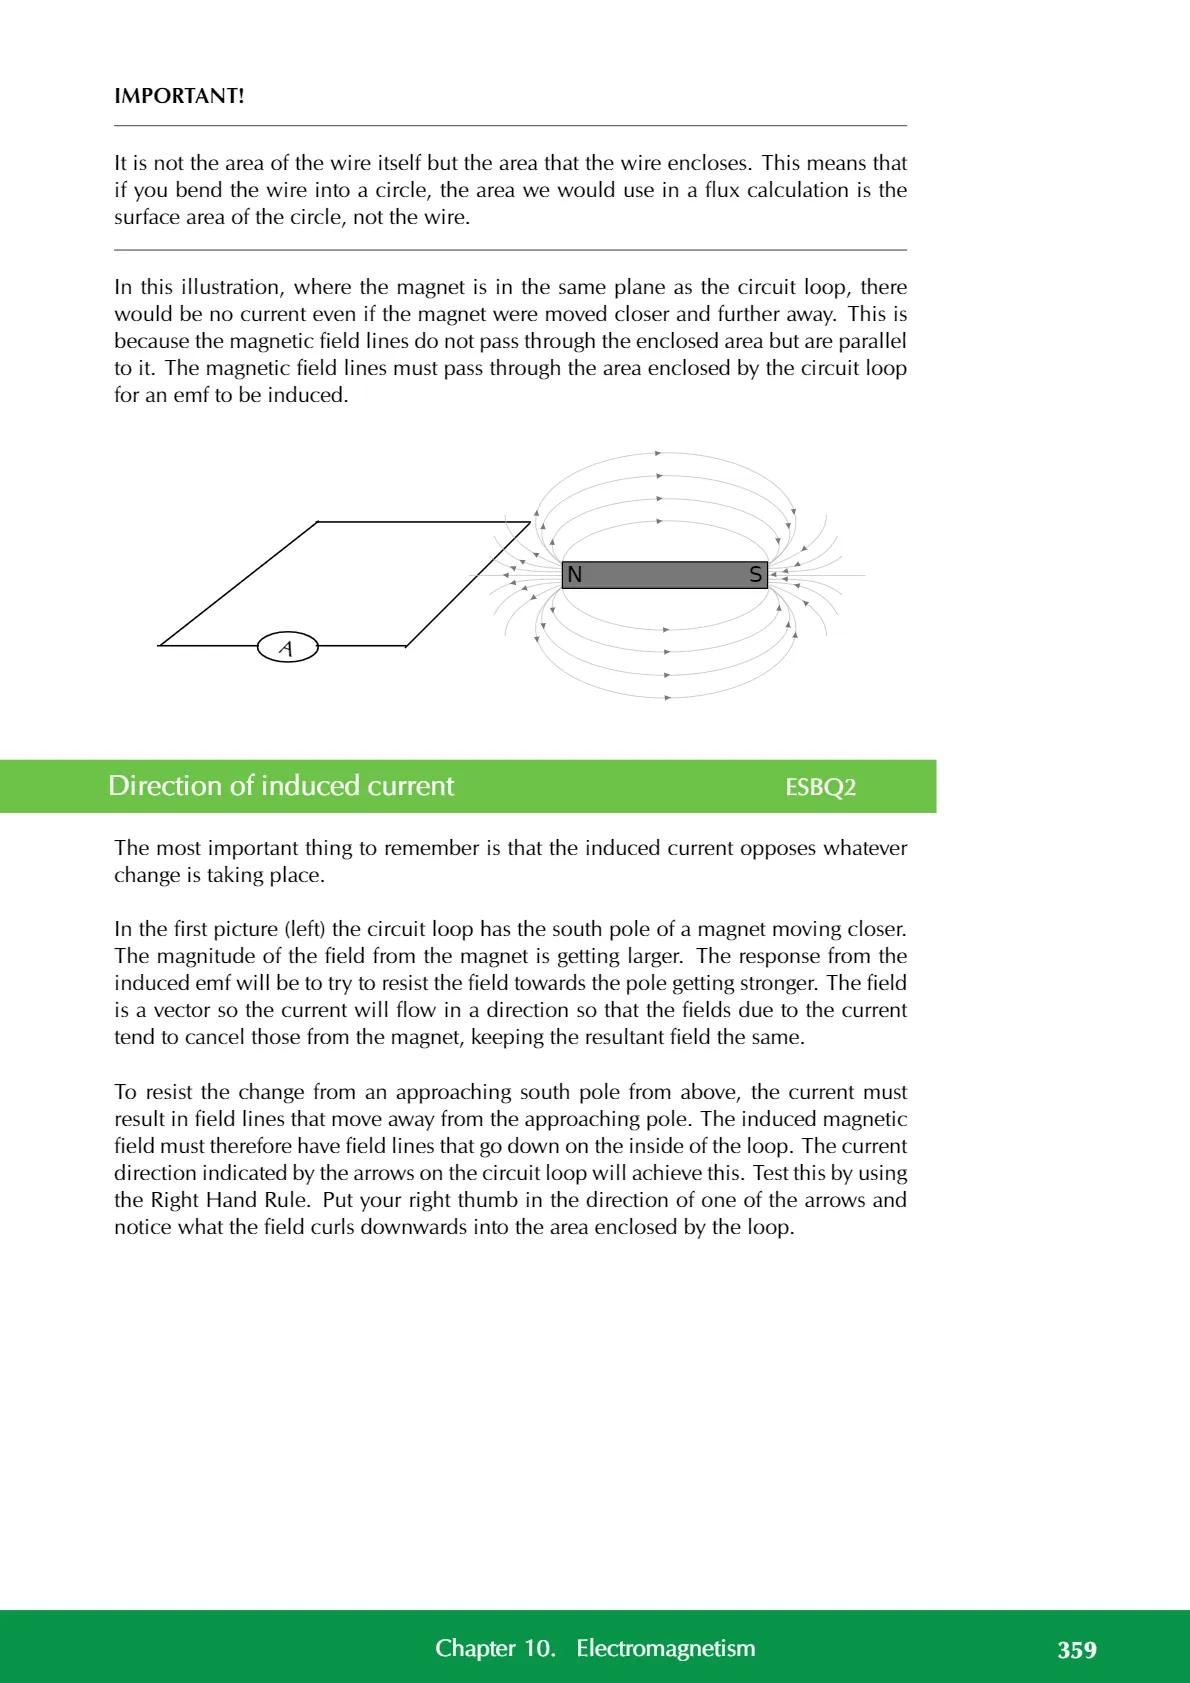 IMPORTANT!
It is not the area of the wire itself but the area that the wire encloses. This means that
if you bend the wire into a circle, the area we would use in a flux calculation is the
surface area of the circle, not the wire.
In this illustration, where the magnet is in the same plane as the circuit loop, there
would be no current even if the magnet were moved closer and further away. This is
because the magnetic field lines do not pass through the enclosed area but are parallel
to it. The magnetic field lines must pass through the area enclosed by the circuit loop
for an emf to be induced.
N S
A
Direction of induced current ESBQ2
The most important thing to remember is that the induced current opposes whatever
change is taking place.
In the first picture (left) the circuit loop has the south pole of a magnet moving closer.
The magnitude of the field from the magnet is getting larger. The response from the
induced emf will be to try to resist the field towards the pole getting stronger. The field
is a vector so the current will flow in a direction so that the fields due to the current
tend to cancel those from the magnet, keeping the resultant field the same.
To resist the change from an approaching south pole from above, the current must
result in field lines that move away from the approaching pole. The induced magnetic
field must therefore have field lines that go down on the inside of the loop. The current
direction indicated by the arrows on the circuit loop will achieve this. Test this by using
the Right Hand Rule. Put your right thumb in the direction of one of the arrows and
notice what the field curls downwards into the area enclosed by the loop.
Chapter 10. Electromagnetism 359